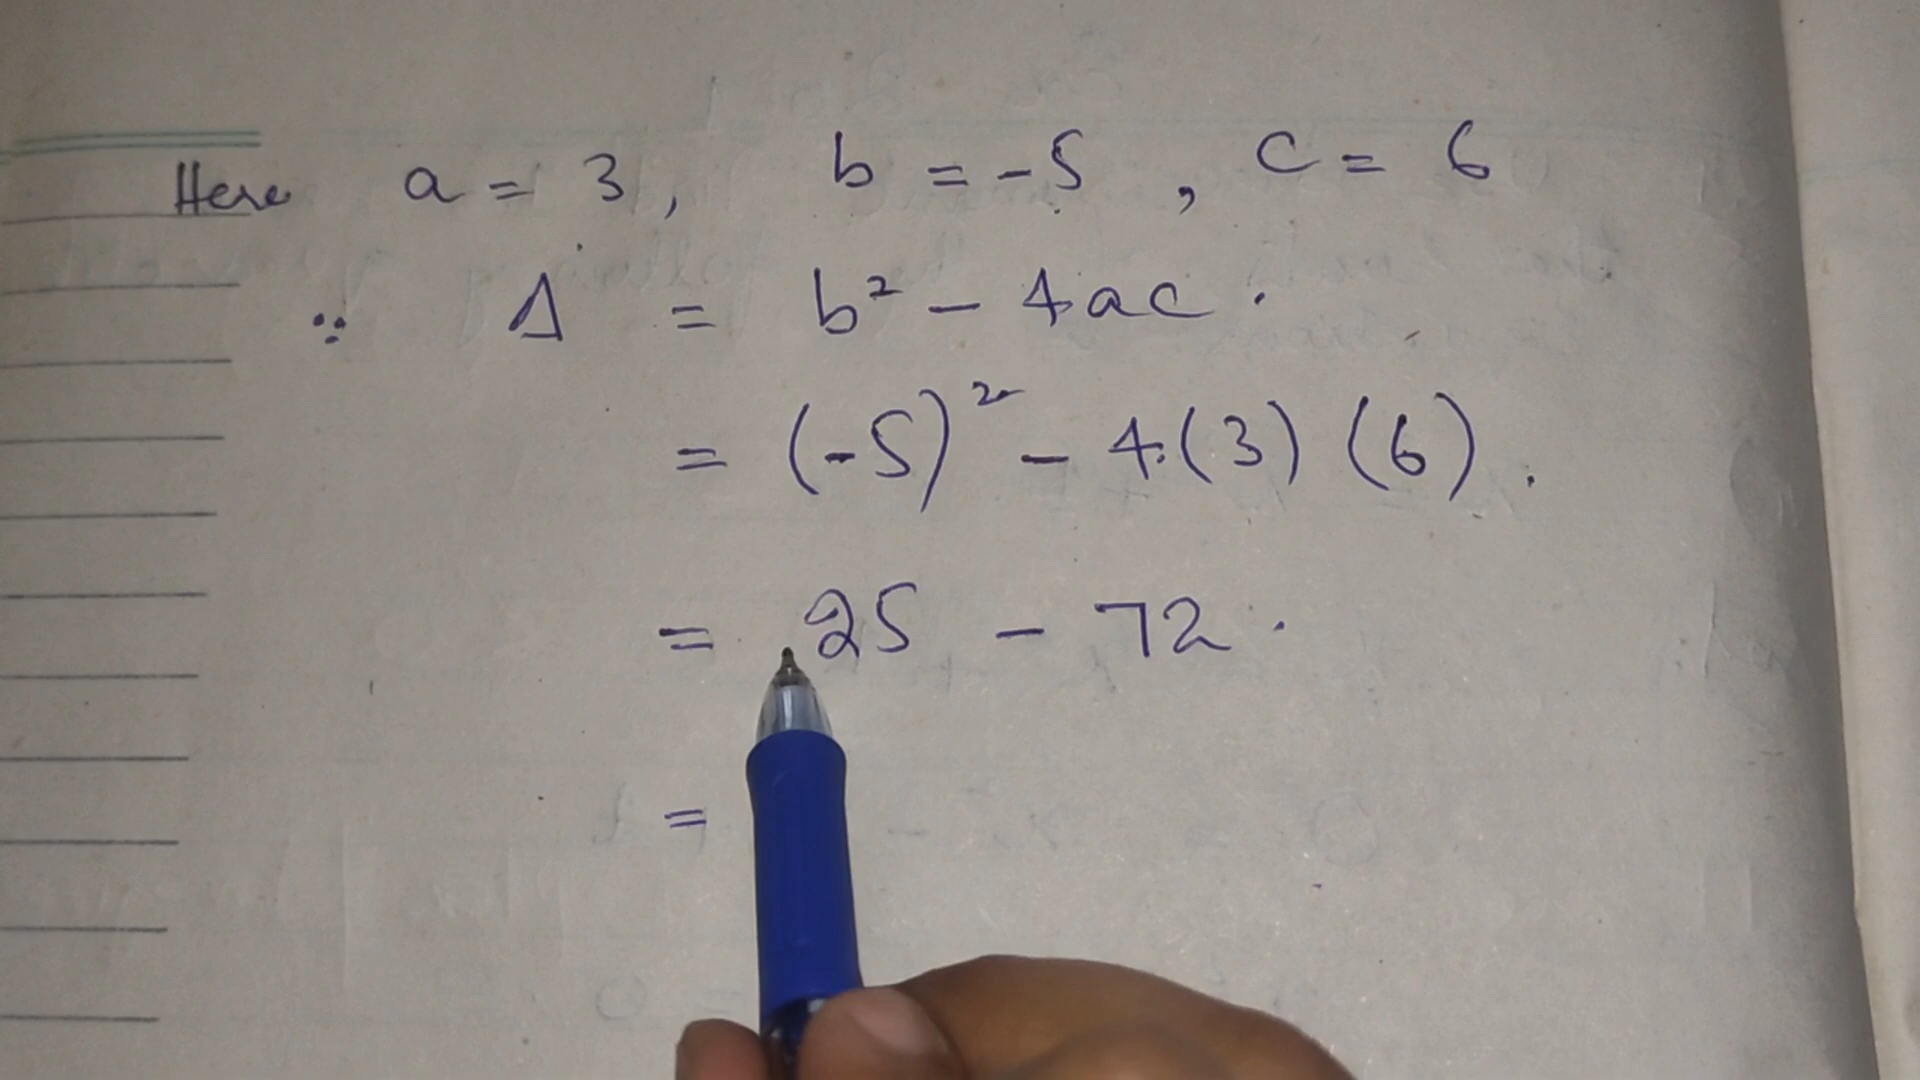 Here a = 3, b = -5, c = 6
∵ Δ = b² - 4ac.
= (-5)² - 4.(3) (6).
= 25 - 72.
=